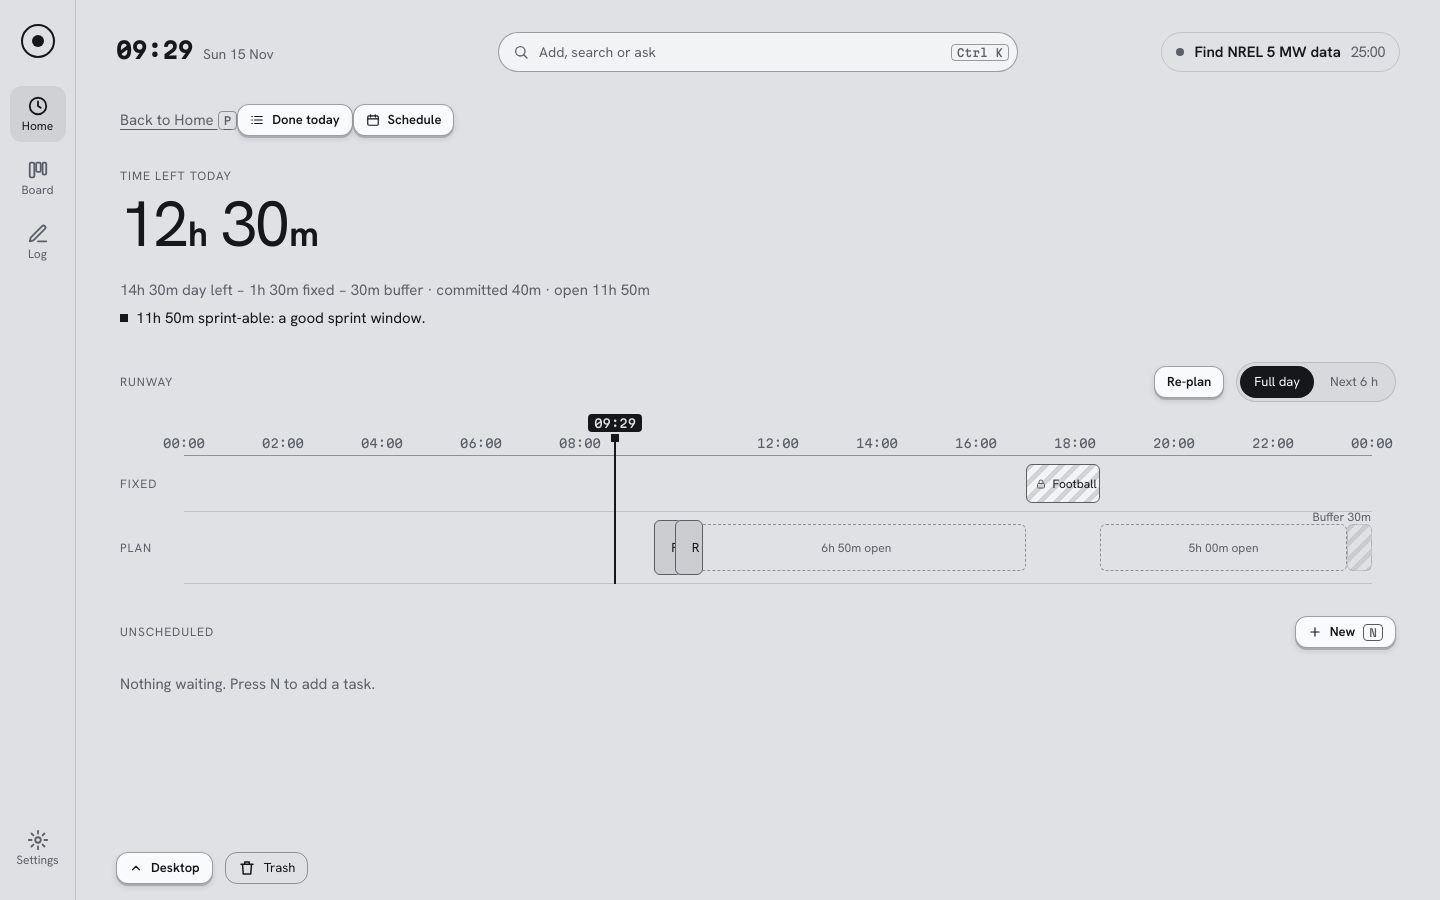 09:29 Sun 15 Nov
Add, search or ask Ctrl K
Find NREL 5 MW data 25:00
Home
Board
Log
Settings
Back to Home P
Done today
Schedule
TIME LEFT TODAY
12h 30m
14h 30m day left – 1h 30m fixed – 30m buffer · committed 40m · open 11h 50m
11h 50m sprint-able: a good sprint window.
RUNWAY
Re-plan
Full day
Next 6 h
09:29
00:00 02:00 04:00 06:00 08:00 12:00 14:00 16:00 18:00 20:00 22:00 00:00
FIXED
Football
Buffer 30m
PLAN
R
6h 50m open
5h 00m open
UNSCHEDULED
New N
Nothing waiting. Press N to add a task.
Desktop
Trash